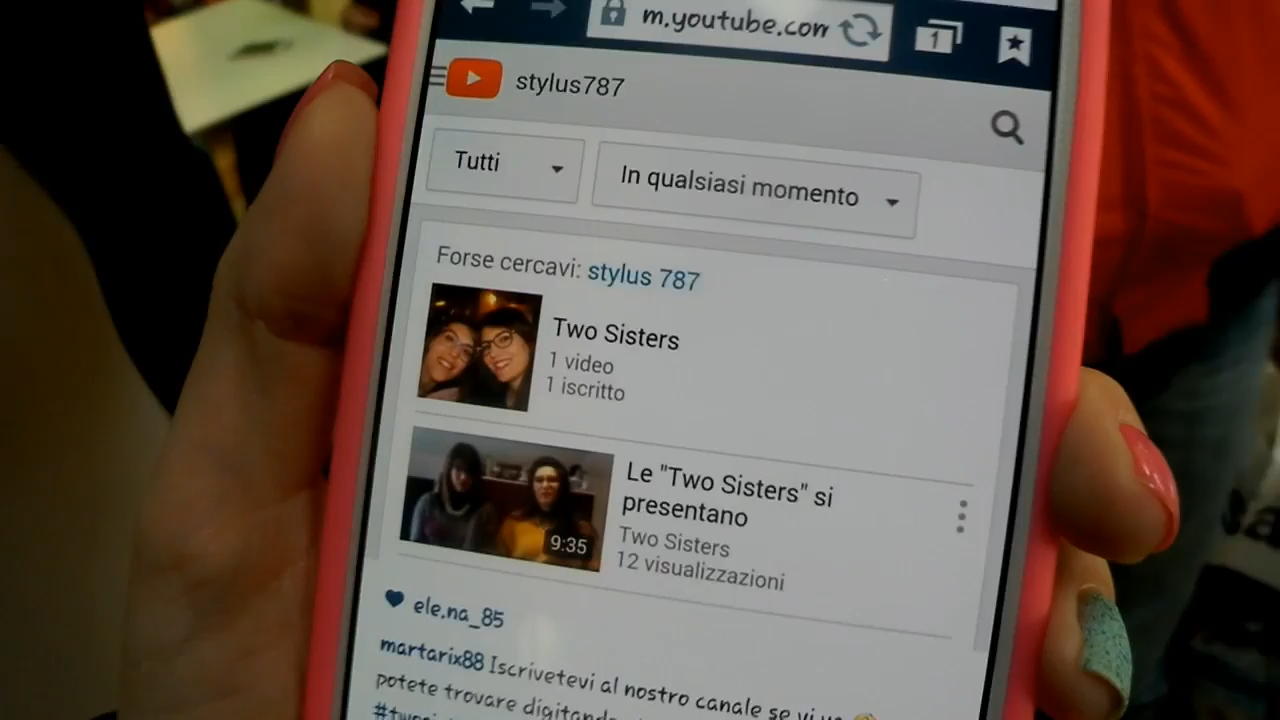 m.youtube.com
1
stylus787
Tutti
In qualsiasi momento
Forse cercavi: stylus 787
Two Sisters
1 video
1 iscritto
Le "Two Sisters" si
presentano
Two Sisters
12 visualizzazioni
9:35
ele.na_85
martarix88 Iscrivetevi al nostro canale se vi va
potete trovare digitando